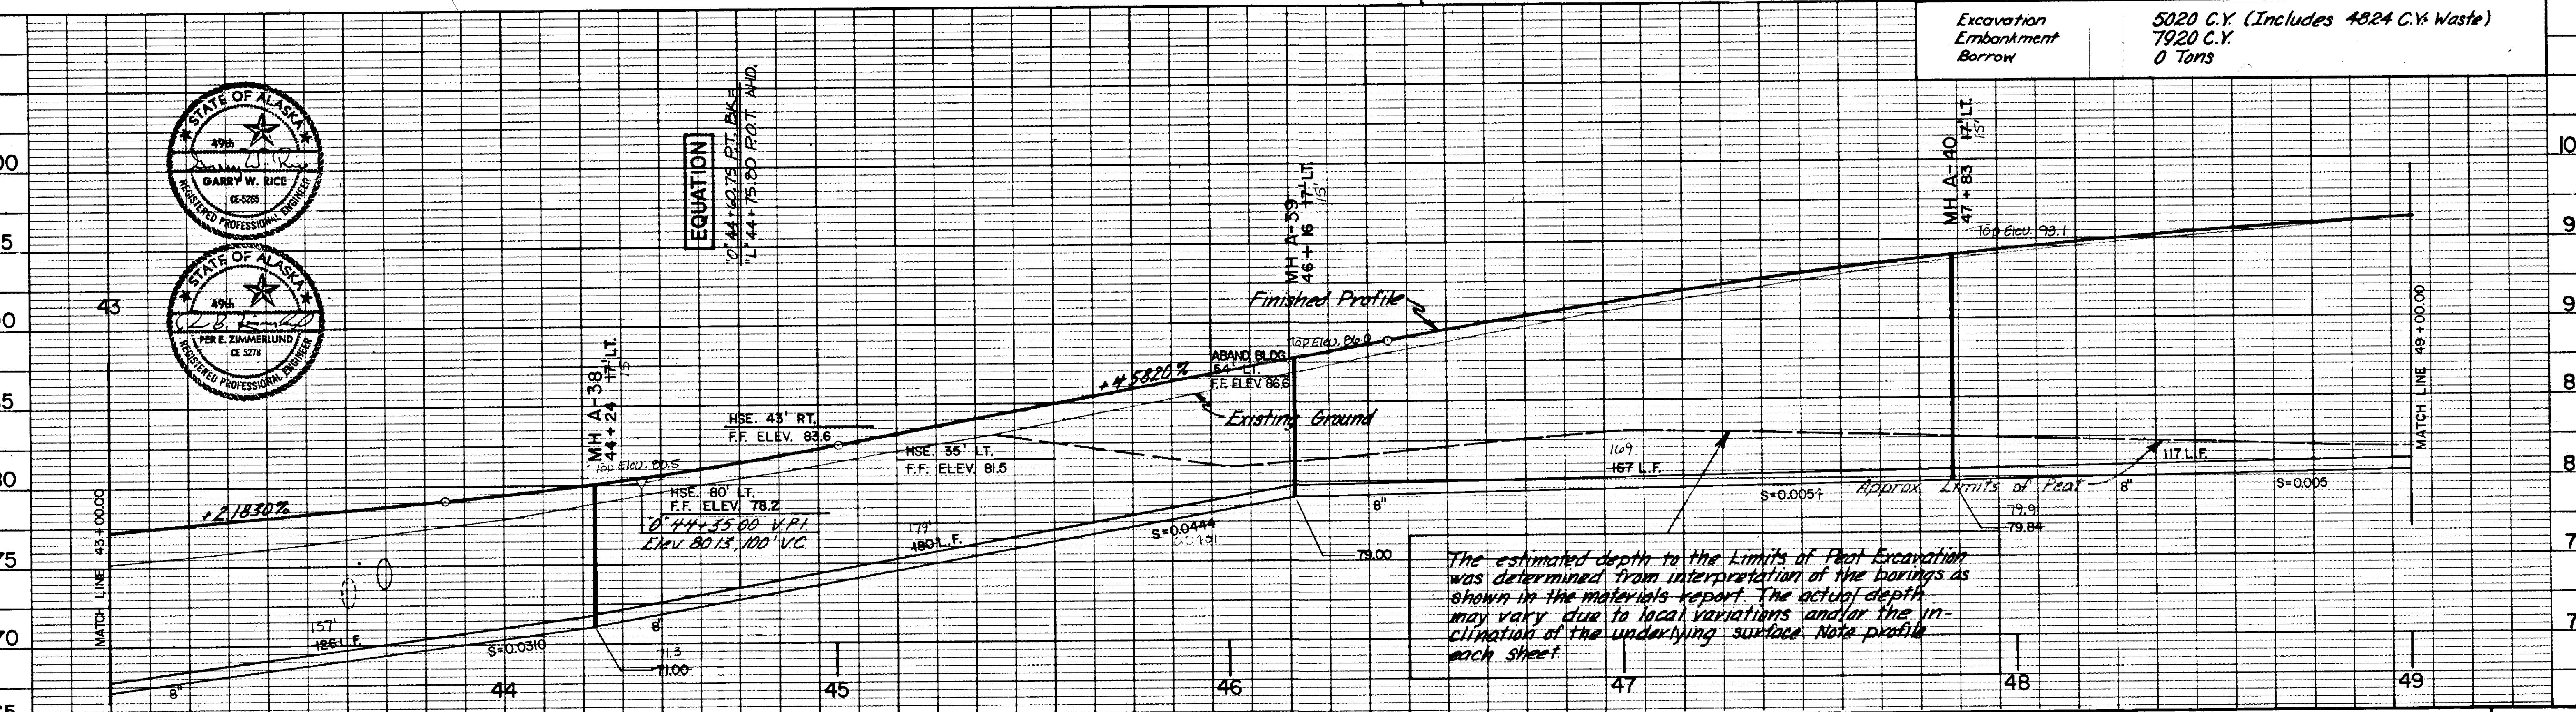 Excavation 5020 C.Y. (Includes 4824 C.Y. Waste)
Embankment 7920 C.Y.
Borrow 0 Tons
STATE OF ALASKA
49th
GARRY W. RICE
CE-5285
REGISTERED PROFESSIONAL ENGINEER
STATE OF ALASKA
49th
PER E. ZIMMERLUND
CE 5278
REGISTERED PROFESSIONAL ENGINEER
EQUATION
"O" 44+60.75 P.T. BK=
"L" 44+75.80 P.O.T. AHD.
43
MATCH LINE 43+00.00
+2.1830%
MH A-38
44+24 17' LT.
15'
Top Elev. 80.5
HSE. 43' RT.
F.F. ELEV. 83.6
HSE. 80' LT.
F.F. ELEV. 78.2
"O" 44+35.00 V.P.I.
Elev. 80.13, 100' V.C.
HSE. 35' LT.
F.F. ELEV. 81.5
+4.5820%
ABAND. BLDG.
54' LT.
F.F. ELEV. 86.6
MH A-39
46+16 17' LT.
15'
Finished Profile
Existing Ground
MH A-40
47+83 17' LT.
15'
Top Elev. 93.1
MATCH LINE 49+00.00
137'
126 L.F.
S=0.0310
8"
71.3
71.00
8"
179'
180 L.F.
S=0.0444
79.00
8"
169
167 L.F.
S=0.0054
Approx. Limits of Peat
79.9
79.84
8"
117 L.F.
S=0.005
The estimated depth to the Limits of Peat Excavation
was determined from interpretation of the borings as
shown in the materials report. The actual depth
may vary due to local variations and/or the in-
clination of the underlying surface. Note profile
each sheet.
44
45
46
47
48
49